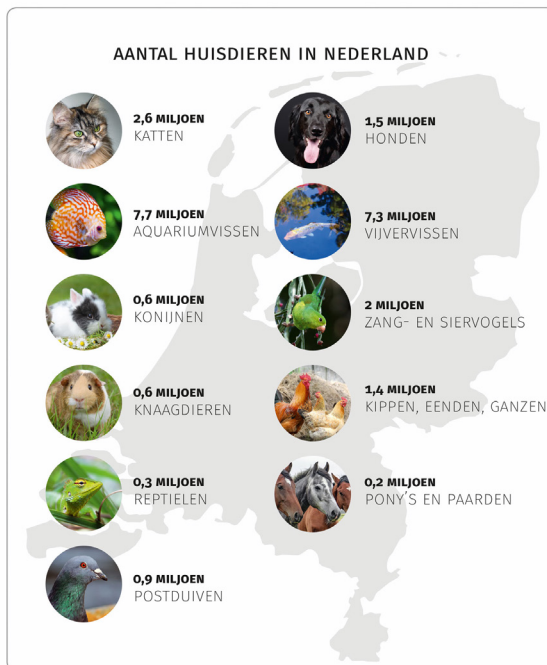 AANTAL HUISDIEREN IN NEDERLAND
2,6 MILJOEN
KATTEN
1,5 MILJOEN
HONDEN
7,7 MILJOEN
AQUARIUMVISSEN
7,3 MILJOEN
VIJVERVISSEN
0,6 MILJOEN
KONIJNEN
2 MILJOEN
ZANG- EN SIERVOGELS
0,6 MILJOEN
KNAAGDIEREN
1,4 MILJOEN
KIPPEN, EENDEN, GANZEN
0,3 MILJOEN
REPTIELEN
0,2 MILJOEN
PONY'S EN PAARDEN
0,9 MILJOEN
POSTDUIVEN